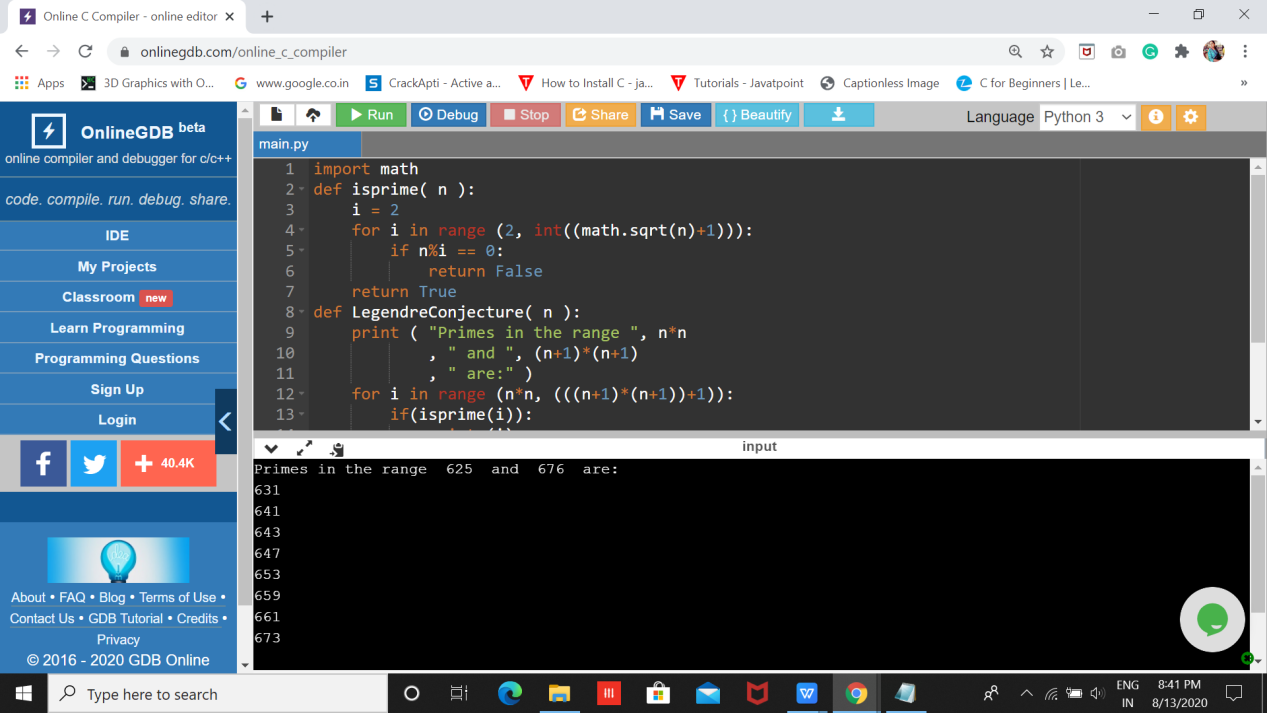 Online C Compiler - online editor
onlinegdb.com/online_c_compiler
Apps 3D Graphics with O... www.google.co.in CrackApti - Active a... How to Install C - ja... Tutorials - Javatpoint Captionless Image C for Beginners | Le... »
OnlineGDB beta
online compiler and debugger for c/c++
code. compile. run. debug. share.
IDE
My Projects
Classroom new
Learn Programming
Programming Questions
Sign Up
Login
40.4K
About • FAQ • Blog • Terms of Use •
Contact Us • GDB Tutorial • Credits •
Privacy
© 2016 - 2020 GDB Online
Run Debug Stop Share Save { } Beautify
Language Python 3
main.py
1 import math
2 def isprime( n ):
3     i = 2
4     for i in range (2, int((math.sqrt(n)+1))):
5         if n%i == 0:
6             return False
7     return True
8 def LegendreConjecture( n ):
9     print ( "Primes in the range ", n*n
10             , " and ", (n+1)*(n+1)
11             , " are:" )
12     for i in range (n*n, (((n+1)*(n+1))+1)):
13         if(isprime(i)):
input
Primes in the range  625  and  676  are:
631
641
643
647
653
659
661
673
Type here to search
ENG
IN
8:41 PM
8/13/2020